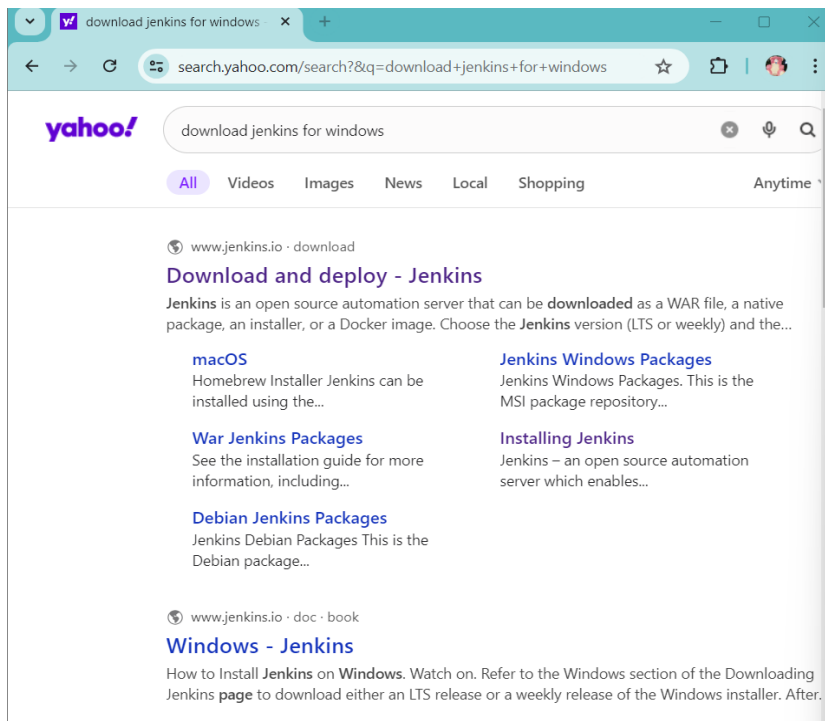 download jenkins for windows -
search.yahoo.com/search?&q=download+jenkins+for+windows
yahoo!
download jenkins for windows
All Videos Images News Local Shopping Anytime
www.jenkins.io · download
Download and deploy - Jenkins
Jenkins is an open source automation server that can be downloaded as a WAR file, a native
package, an installer, or a Docker image. Choose the Jenkins version (LTS or weekly) and the...
macOS
Homebrew Installer Jenkins can be
installed using the...
Jenkins Windows Packages
Jenkins Windows Packages. This is the
MSI package repository...
War Jenkins Packages
See the installation guide for more
information, including...
Installing Jenkins
Jenkins – an open source automation
server which enables...
Debian Jenkins Packages
Jenkins Debian Packages This is the
Debian package...
www.jenkins.io · doc · book
Windows - Jenkins
How to Install Jenkins on Windows. Watch on. Refer to the Windows section of the Downloading
Jenkins page to download either an LTS release or a weekly release of the Windows installer. After.